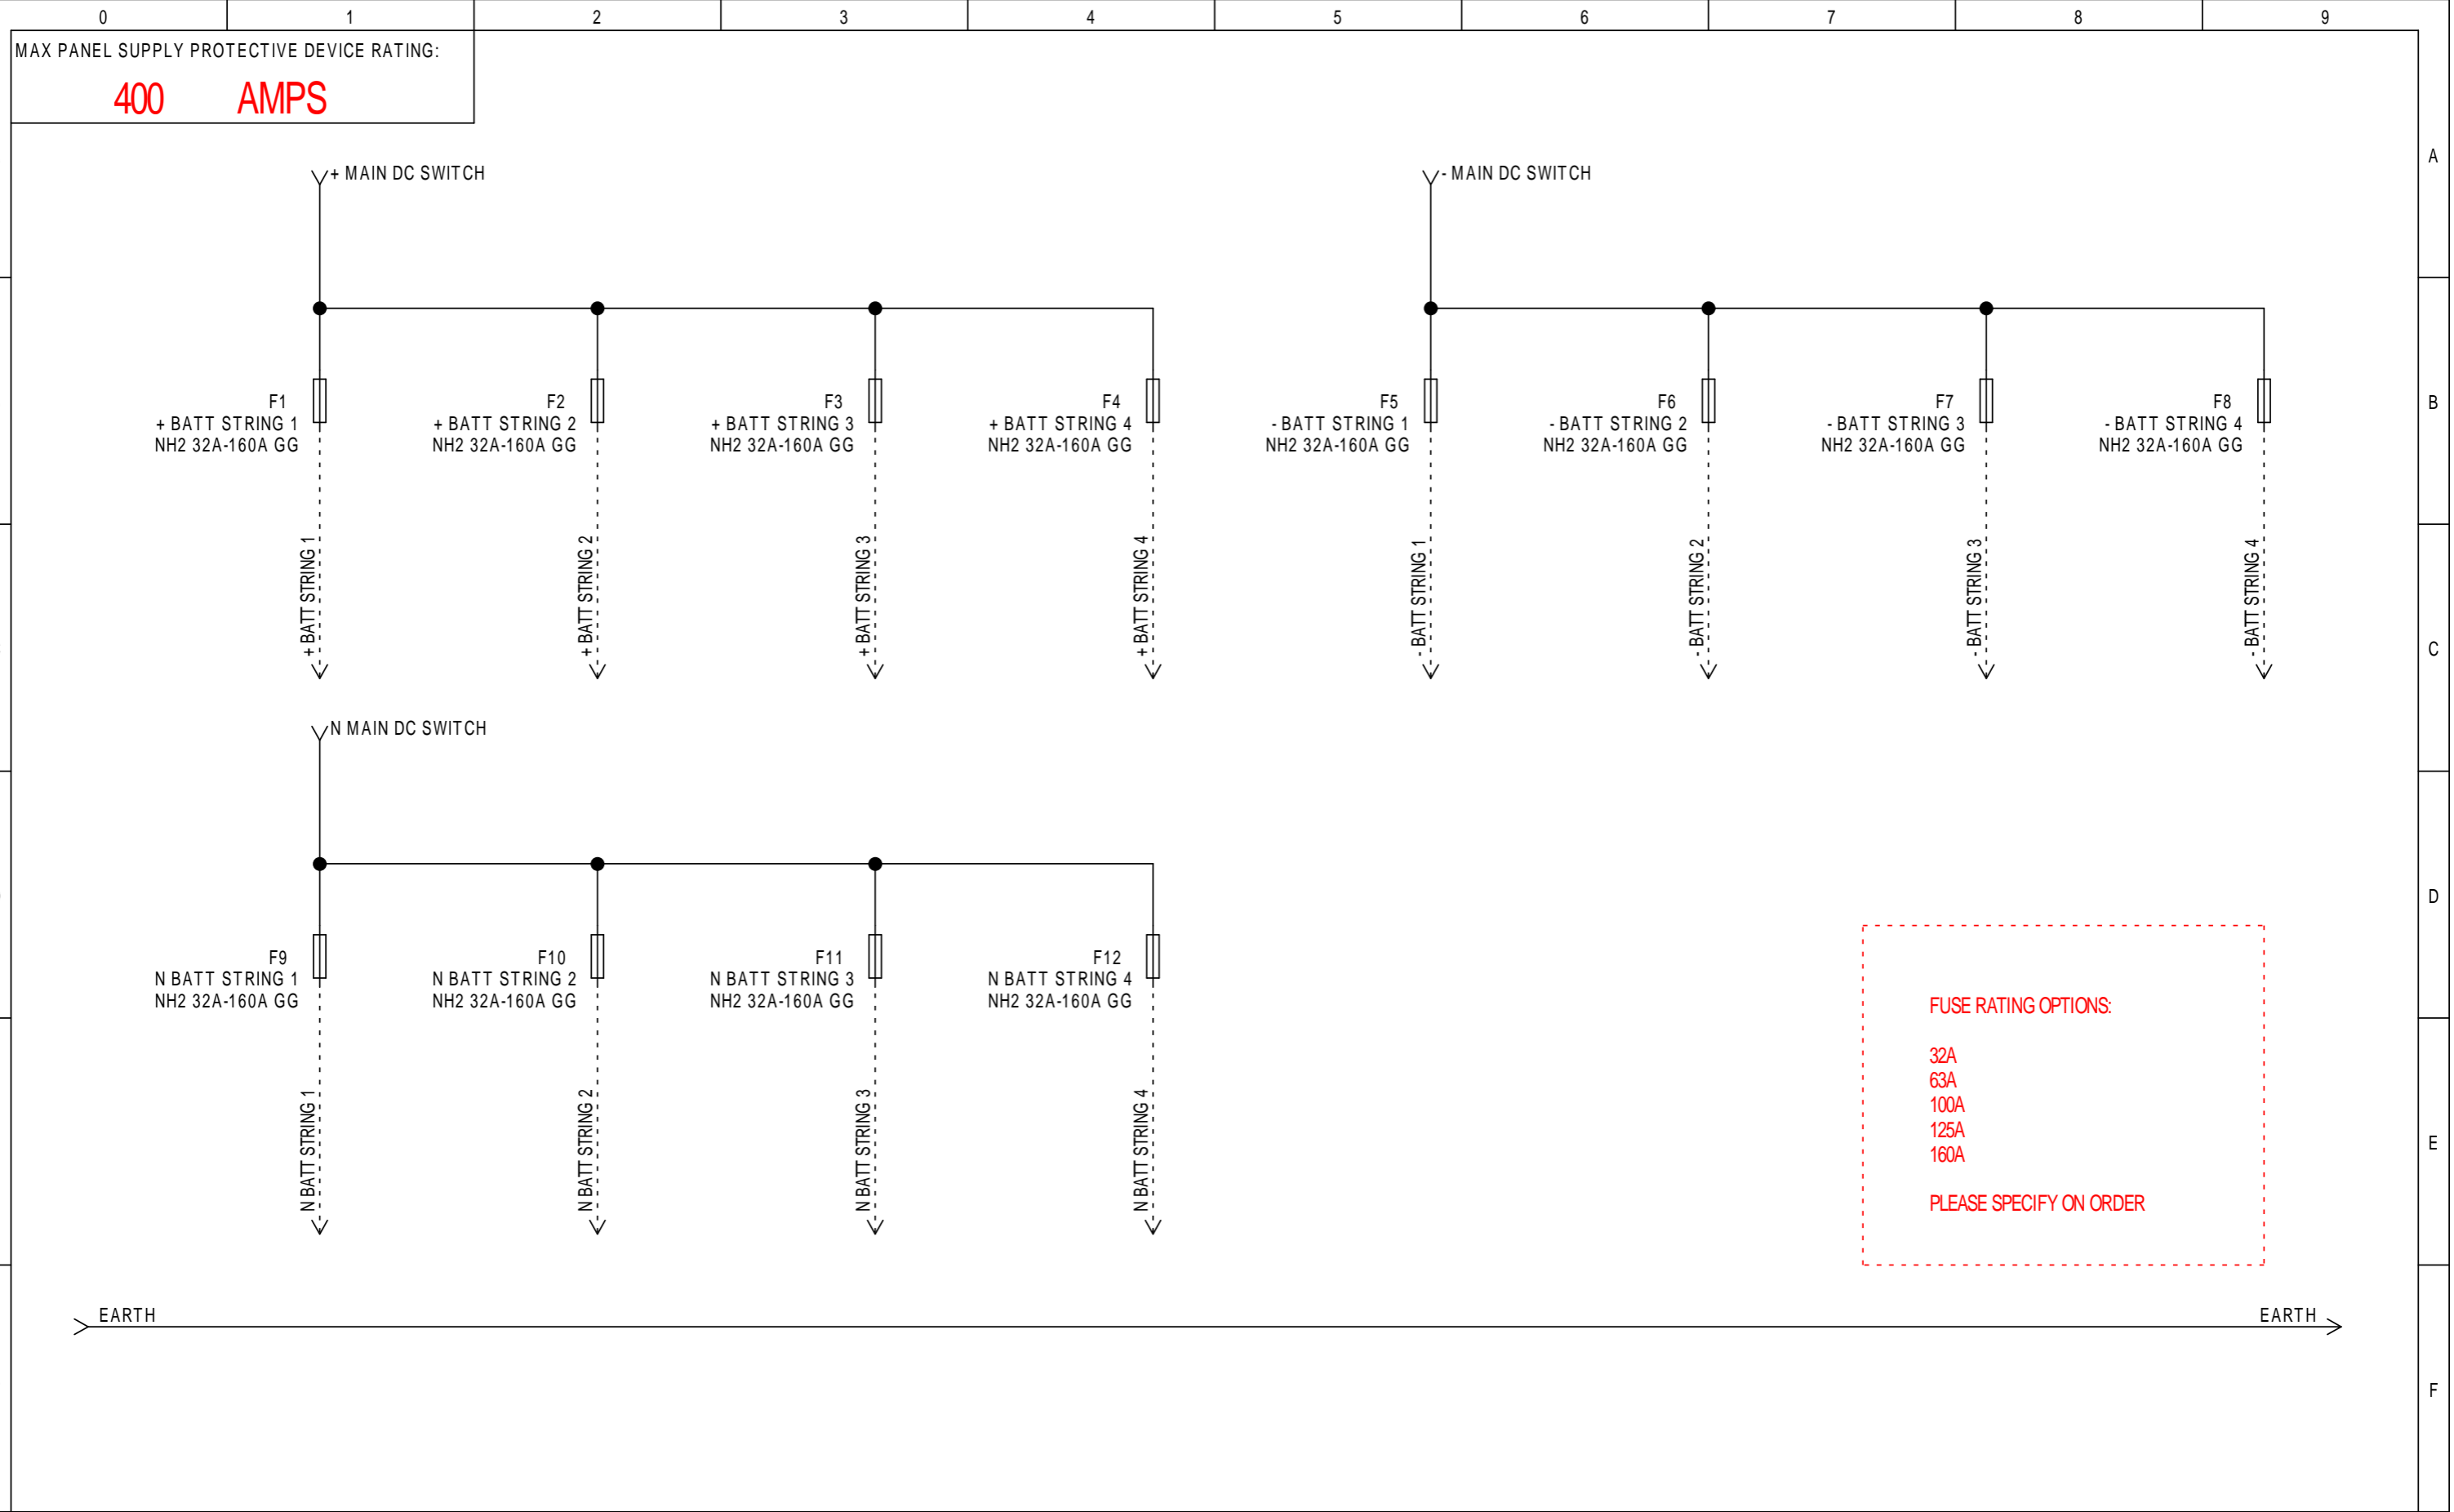 0 1 2 3 4 5 6 7 8 9
MAX PANEL SUPPLY PROTECTIVE DEVICE RATING:
400 AMPS
A
+ MAIN DC SWITCH
- MAIN DC SWITCH
F1
+ BATT STRING 1
NH2 32A-160A GG
F2
+ BATT STRING 2
NH2 32A-160A GG
F3
+ BATT STRING 3
NH2 32A-160A GG
F4
+ BATT STRING 4
NH2 32A-160A GG
F5
- BATT STRING 1
NH2 32A-160A GG
F6
- BATT STRING 2
NH2 32A-160A GG
F7
- BATT STRING 3
NH2 32A-160A GG
F8
- BATT STRING 4
NH2 32A-160A GG
B
+ BATT STRING 1
+ BATT STRING 2
+ BATT STRING 3
+ BATT STRING 4
- BATT STRING 1
- BATT STRING 2
- BATT STRING 3
- BATT STRING 4
C
N MAIN DC SWITCH
D
F9
N BATT STRING 1
NH2 32A-160A GG
F10
N BATT STRING 2
NH2 32A-160A GG
F11
N BATT STRING 3
NH2 32A-160A GG
F12
N BATT STRING 4
NH2 32A-160A GG
N BATT STRING 1
N BATT STRING 2
N BATT STRING 3
N BATT STRING 4
FUSE RATING OPTIONS:
32A
63A
100A
125A
160A
PLEASE SPECIFY ON ORDER
E
EARTH
EARTH
F